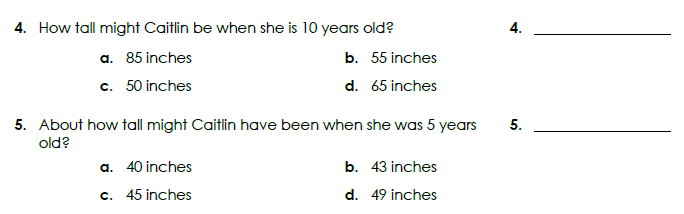 4. How tall might Caitlin be when she is 10 years old? 4. ____________
a. 85 inches b. 55 inches
c. 50 inches d. 65 inches
5. About how tall might Caitlin have been when she was 5 years 5. ____________
old?
a. 40 inches b. 43 inches
c. 45 inches d. 49 inches